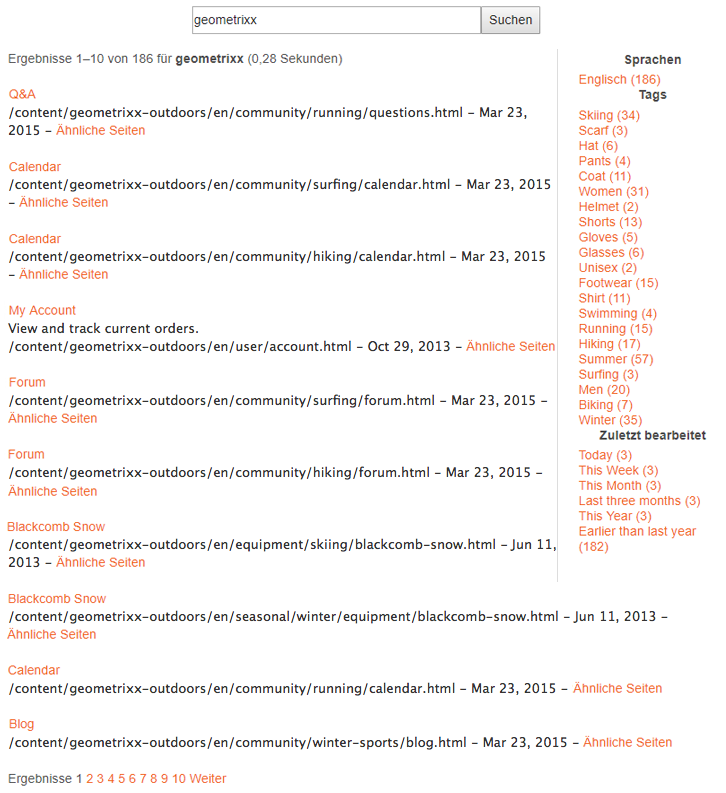 geometrixx
Suchen
Ergebnisse 1–10 von 186 für geometrixx (0,28 Sekunden)
Q&A
/content/geometrixx-outdoors/en/community/running/questions.html - Mar 23,
2015 - Ähnliche Seiten
Calendar
/content/geometrixx-outdoors/en/community/surfing/calendar.html - Mar 23, 2015
- Ähnliche Seiten
Calendar
/content/geometrixx-outdoors/en/community/hiking/calendar.html - Mar 23, 2015
- Ähnliche Seiten
My Account
View and track current orders.
/content/geometrixx-outdoors/en/user/account.html - Oct 29, 2013 - Ähnliche Seiten
Forum
/content/geometrixx-outdoors/en/community/surfing/forum.html - Mar 23, 2015 -
Ähnliche Seiten
Forum
/content/geometrixx-outdoors/en/community/hiking/forum.html - Mar 23, 2015 -
Ähnliche Seiten
Blackcomb Snow
/content/geometrixx-outdoors/en/equipment/skiing/blackcomb-snow.html - Jun 11,
2013 - Ähnliche Seiten
Blackcomb Snow
/content/geometrixx-outdoors/en/seasonal/winter/equipment/blackcomb-snow.html - Jun 11, 2013 -
Ähnliche Seiten
Calendar
/content/geometrixx-outdoors/en/community/running/calendar.html - Mar 23, 2015 - Ähnliche Seiten
Blog
/content/geometrixx-outdoors/en/community/winter-sports/blog.html - Mar 23, 2015 - Ähnliche Seiten
Ergebnisse 1 2 3 4 5 6 7 8 9 10 Weiter
Sprachen
Englisch (186)
Tags
Skiing (34)
Scarf (3)
Hat (6)
Pants (4)
Coat (11)
Women (31)
Helmet (2)
Shorts (13)
Gloves (5)
Glasses (6)
Unisex (2)
Footwear (15)
Shirt (11)
Swimming (4)
Running (15)
Hiking (17)
Summer (57)
Surfing (3)
Men (20)
Biking (7)
Winter (35)
Zuletzt bearbeitet
Today (3)
This Week (3)
This Month (3)
Last three months (3)
This Year (3)
Earlier than last year
(182)